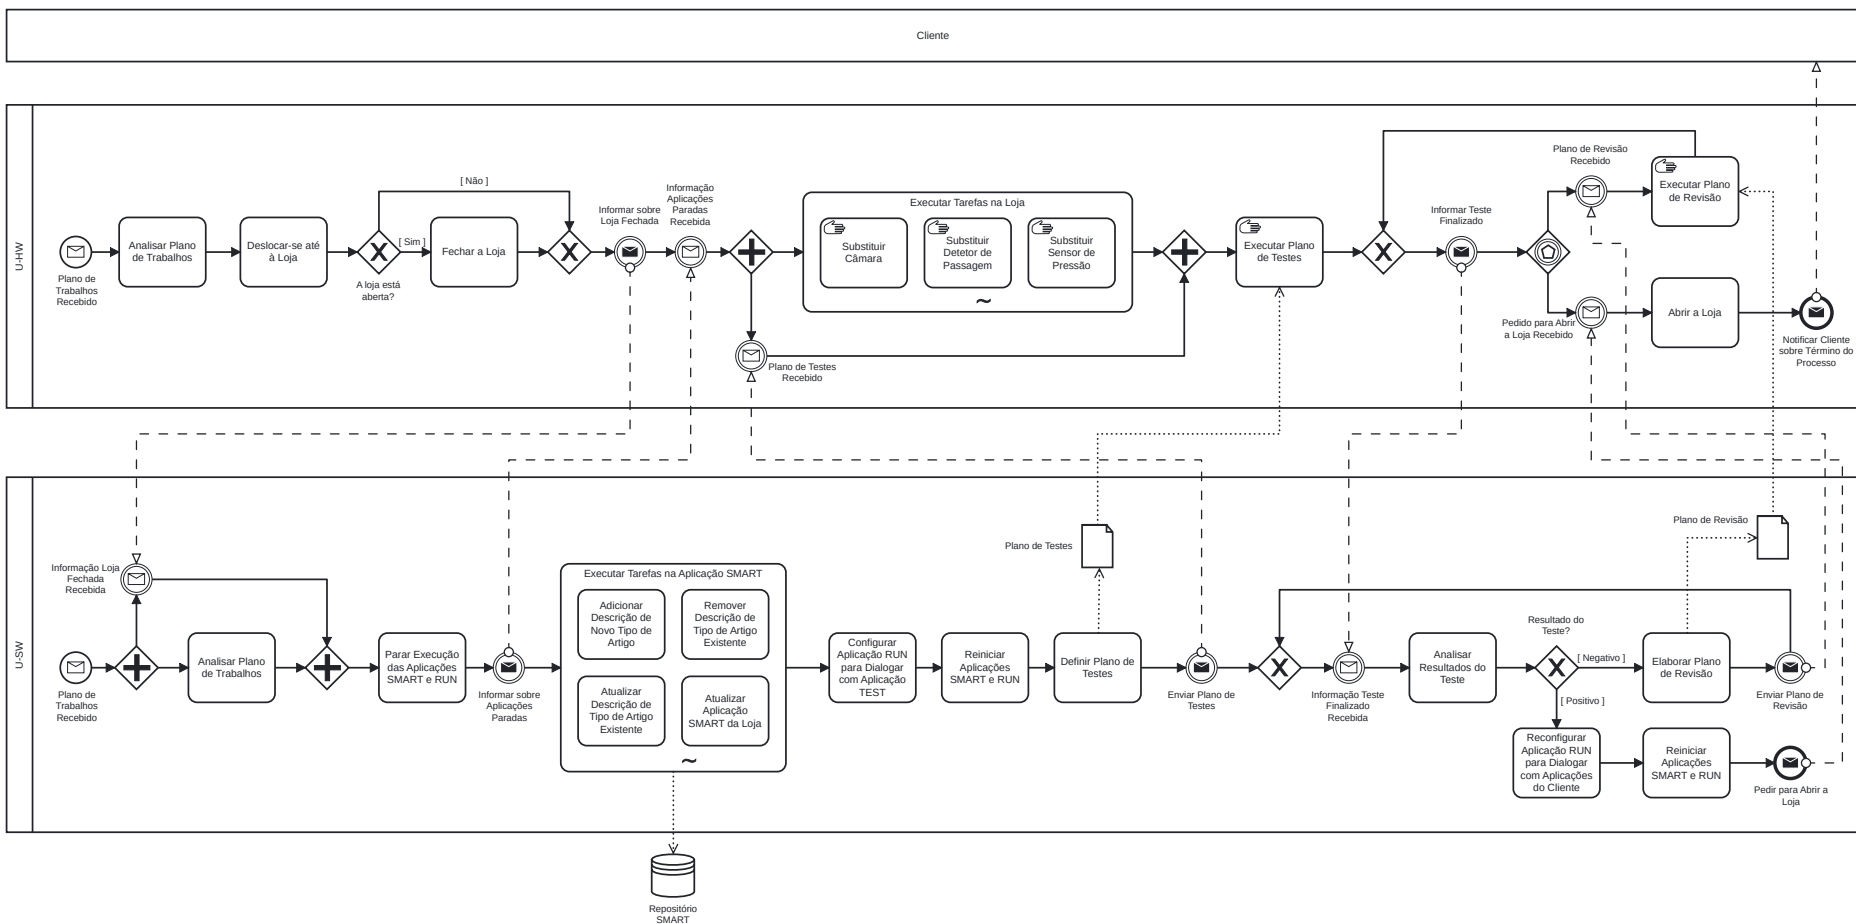 Cliente
U-HW
Plano de
Trabalhos
Recebido
Analisar Plano
de Trabalhos
Deslocar-se até
à Loja
A loja está
aberta?
[ Não ]
[ Sim ]
Fechar a Loja
Informar sobre
Loja Fechada
Informação
Aplicações
Paradas
Recebida
Executar Tarefas na Loja
Substituir
Câmara
Substituir
Detetor de
Passagem
Substituir
Sensor de
Pressão
~
Plano de Testes
Recebido
Executar Plano
de Testes
Informar Teste
Finalizado
Plano de Revisão
Recebido
Executar Plano
de Revisão
Pedido para Abrir
a Loja Recebido
Abrir a Loja
Notificar Cliente
sobre Término do
Processo
U-SW
Plano de
Trabalhos
Recebido
Informação Loja
Fechada
Recebida
Analisar Plano
de Trabalhos
Parar Execução
das Aplicações
SMART e RUN
Informar sobre
Aplicações
Paradas
Executar Tarefas na Aplicação SMART
Adicionar
Descrição de
Novo Tipo de
Artigo
Remover
Descrição de
Tipo de Artigo
Existente
Atualizar
Descrição de
Tipo de Artigo
Existente
Atualizar
Aplicação
SMART da Loja
~
Repositório
SMART
Configurar
Aplicação RUN
para Dialogar
com Aplicação
TEST
Reiniciar
Aplicações
SMART e RUN
Definir Plano de
Testes
Plano de Testes
Enviar Plano de
Testes
Informação Teste
Finalizado
Recebida
Analisar
Resultados do
Teste
Resultado do
Teste?
[ Negativo ]
[ Positivo ]
Elaborar Plano
de Revisão
Plano de Revisão
Enviar Plano de
Revisão
Reconfigurar
Aplicação RUN
para Dialogar
com Aplicações
do Cliente
Reiniciar
Aplicações
SMART e RUN
Pedir para Abrir a
Loja